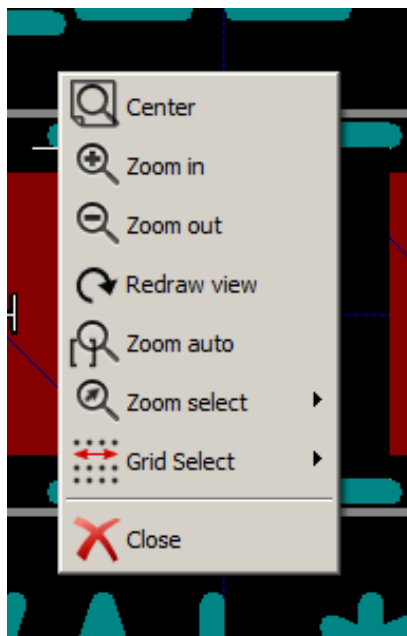 Center
Zoom in
Zoom out
Redraw view
Zoom auto
Zoom select
Grid Select
Close